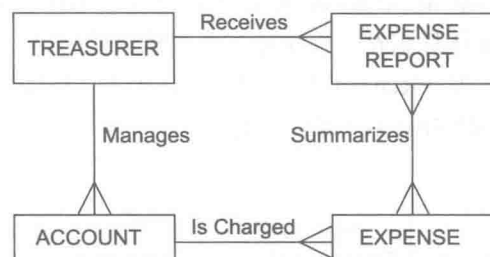 Receives
TREASURER
EXPENSE
REPORT
Manages
Summarizes
Is Charged
ACCOUNT
EXPENSE